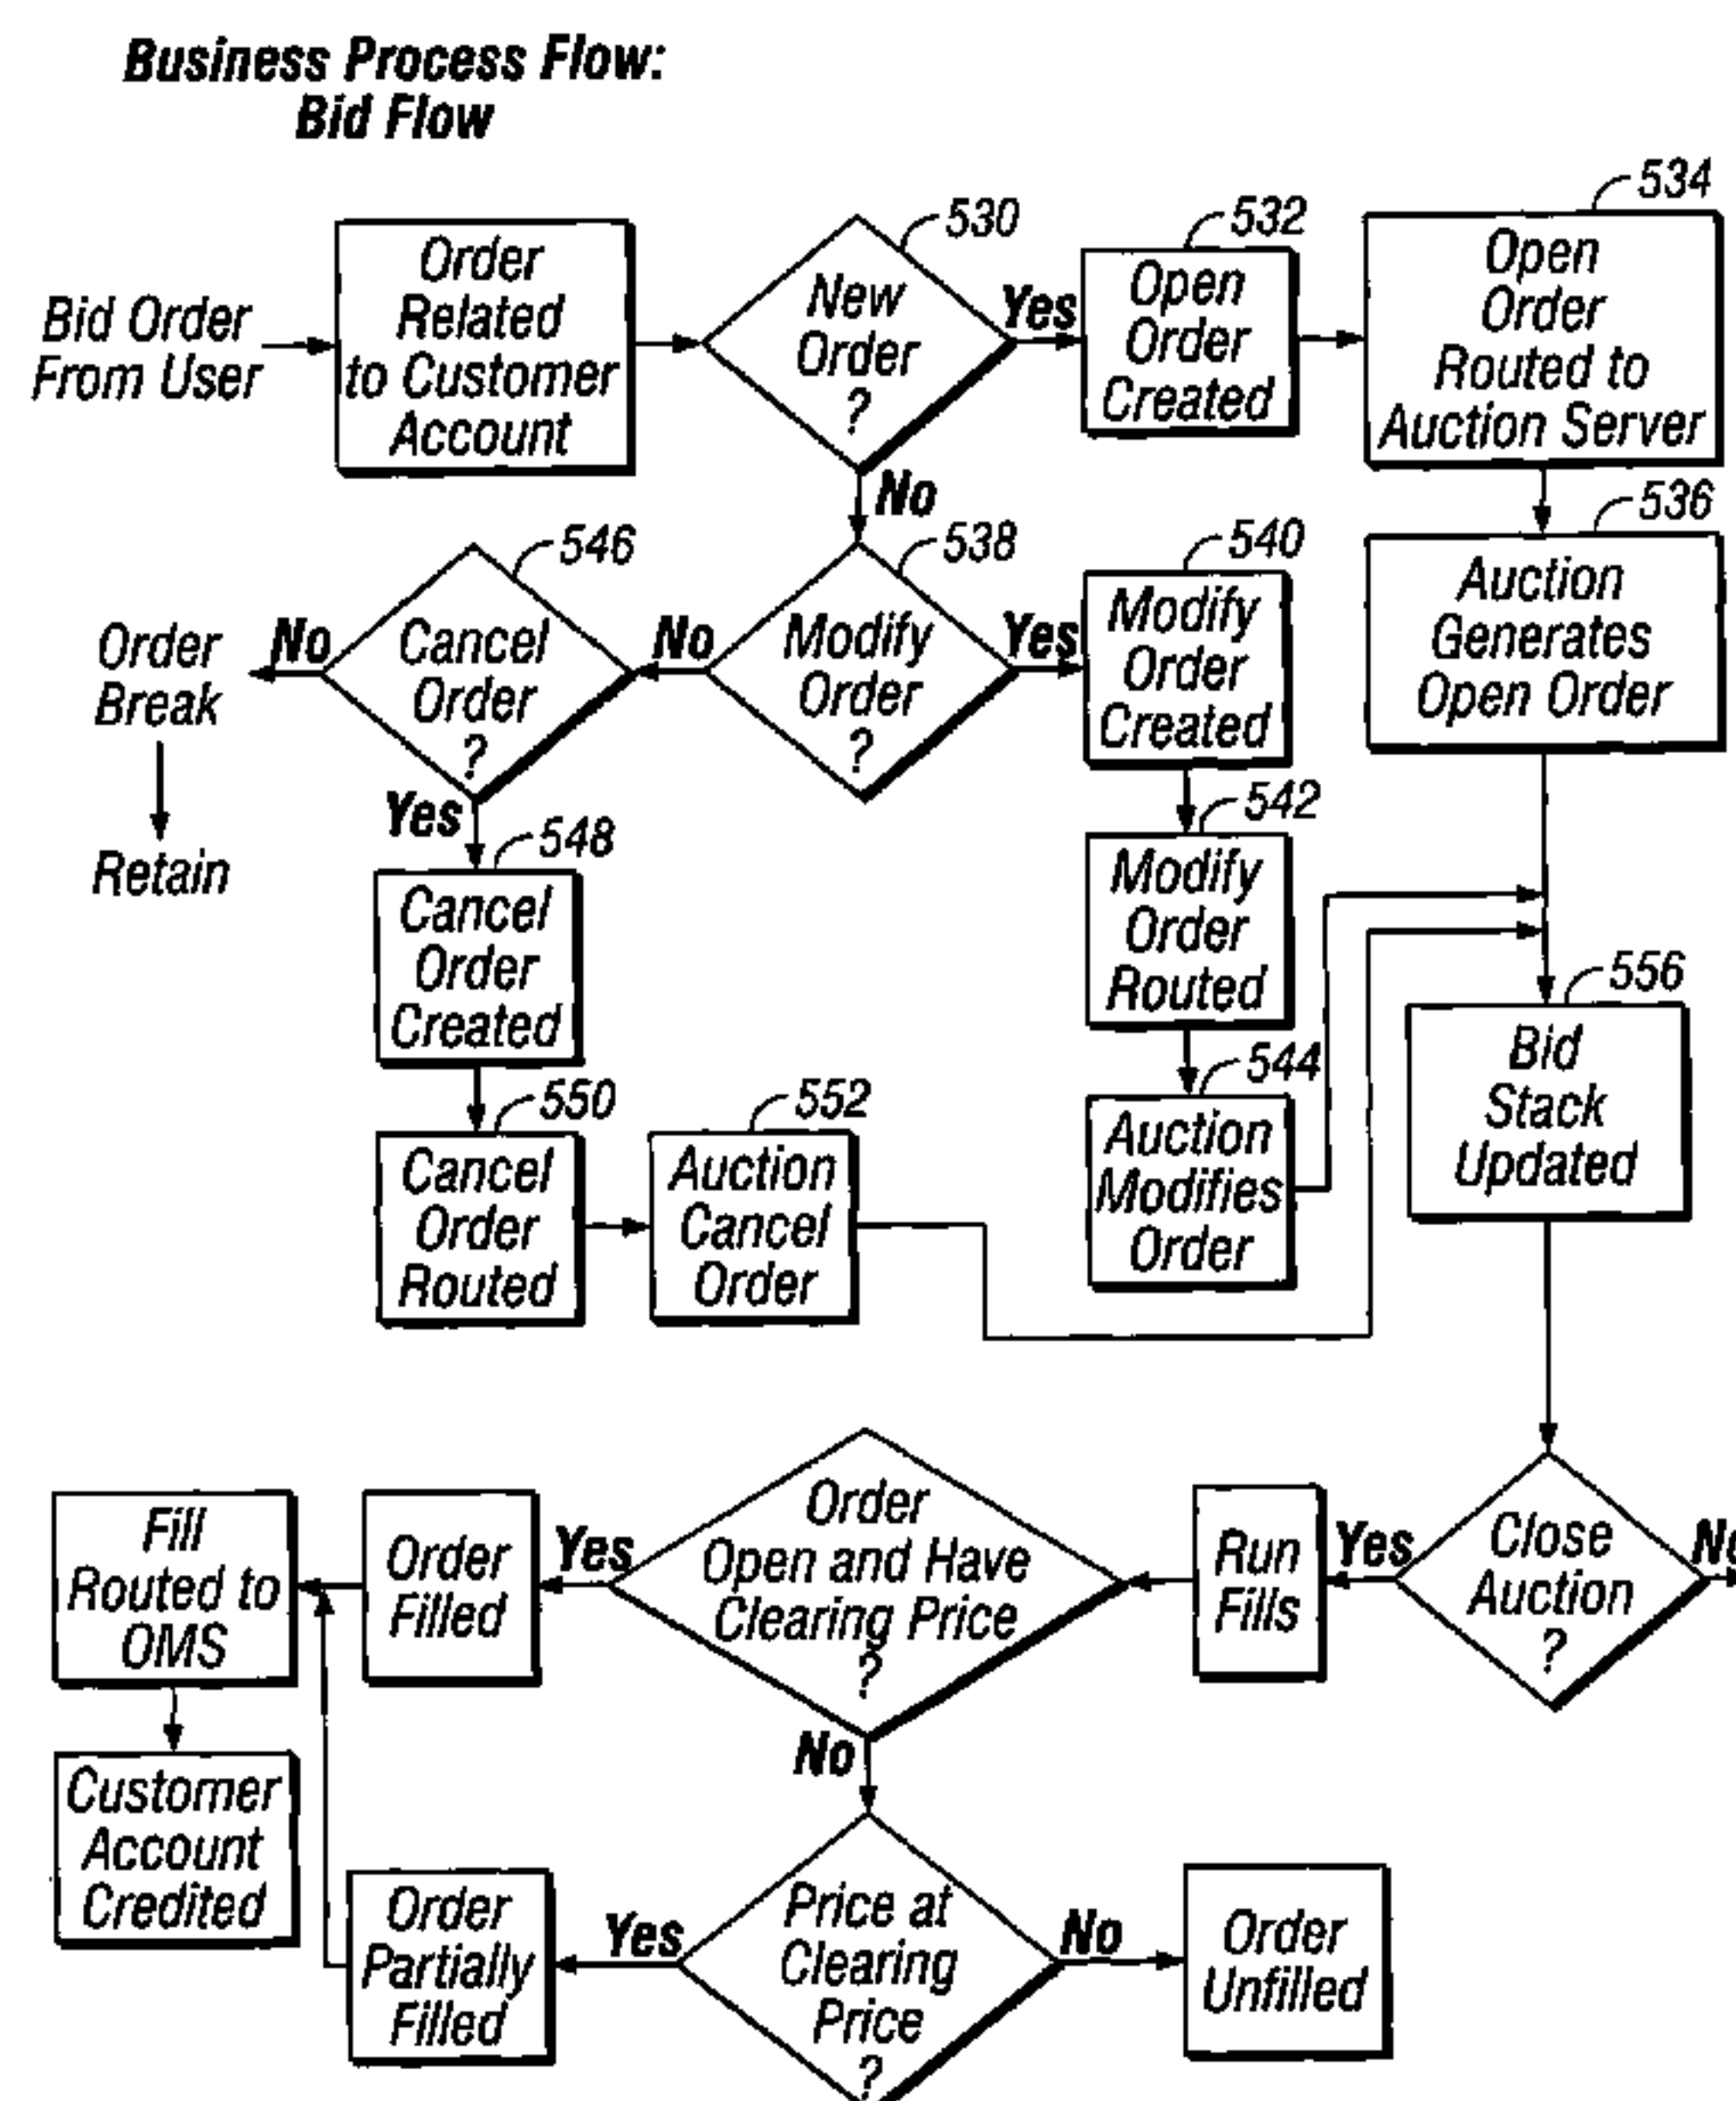 Business Process Flow:
Bid Flow
Bid Order
From User
Order
Related
to Customer
Account
530
New
Order
?
Yes
532
Open
Order
Created
534
Open
Order
Routed to
Auction Server
No
536
Auction
Generates
Open Order
538
Modify
Order
?
Yes
540
Modify
Order
Created
No
546
Cancel
Order
?
No
Order
Break
Retain
Yes
548
Cancel
Order
Created
542
Modify
Order
Routed
544
Auction
Modifies
Order
550
Cancel
Order
Routed
552
Auction
Cancel
Order
556
Bid
Stack
Updated
Close
Auction
?
No
Yes
Run
Fills
Order
Open and Have
Clearing Price
?
Yes
Order
Filled
Fill
Routed to
OMS
Customer
Account
Credited
No
Price at
Clearing
Price
?
Yes
Order
Partially
Filled
No
Order
Unfilled